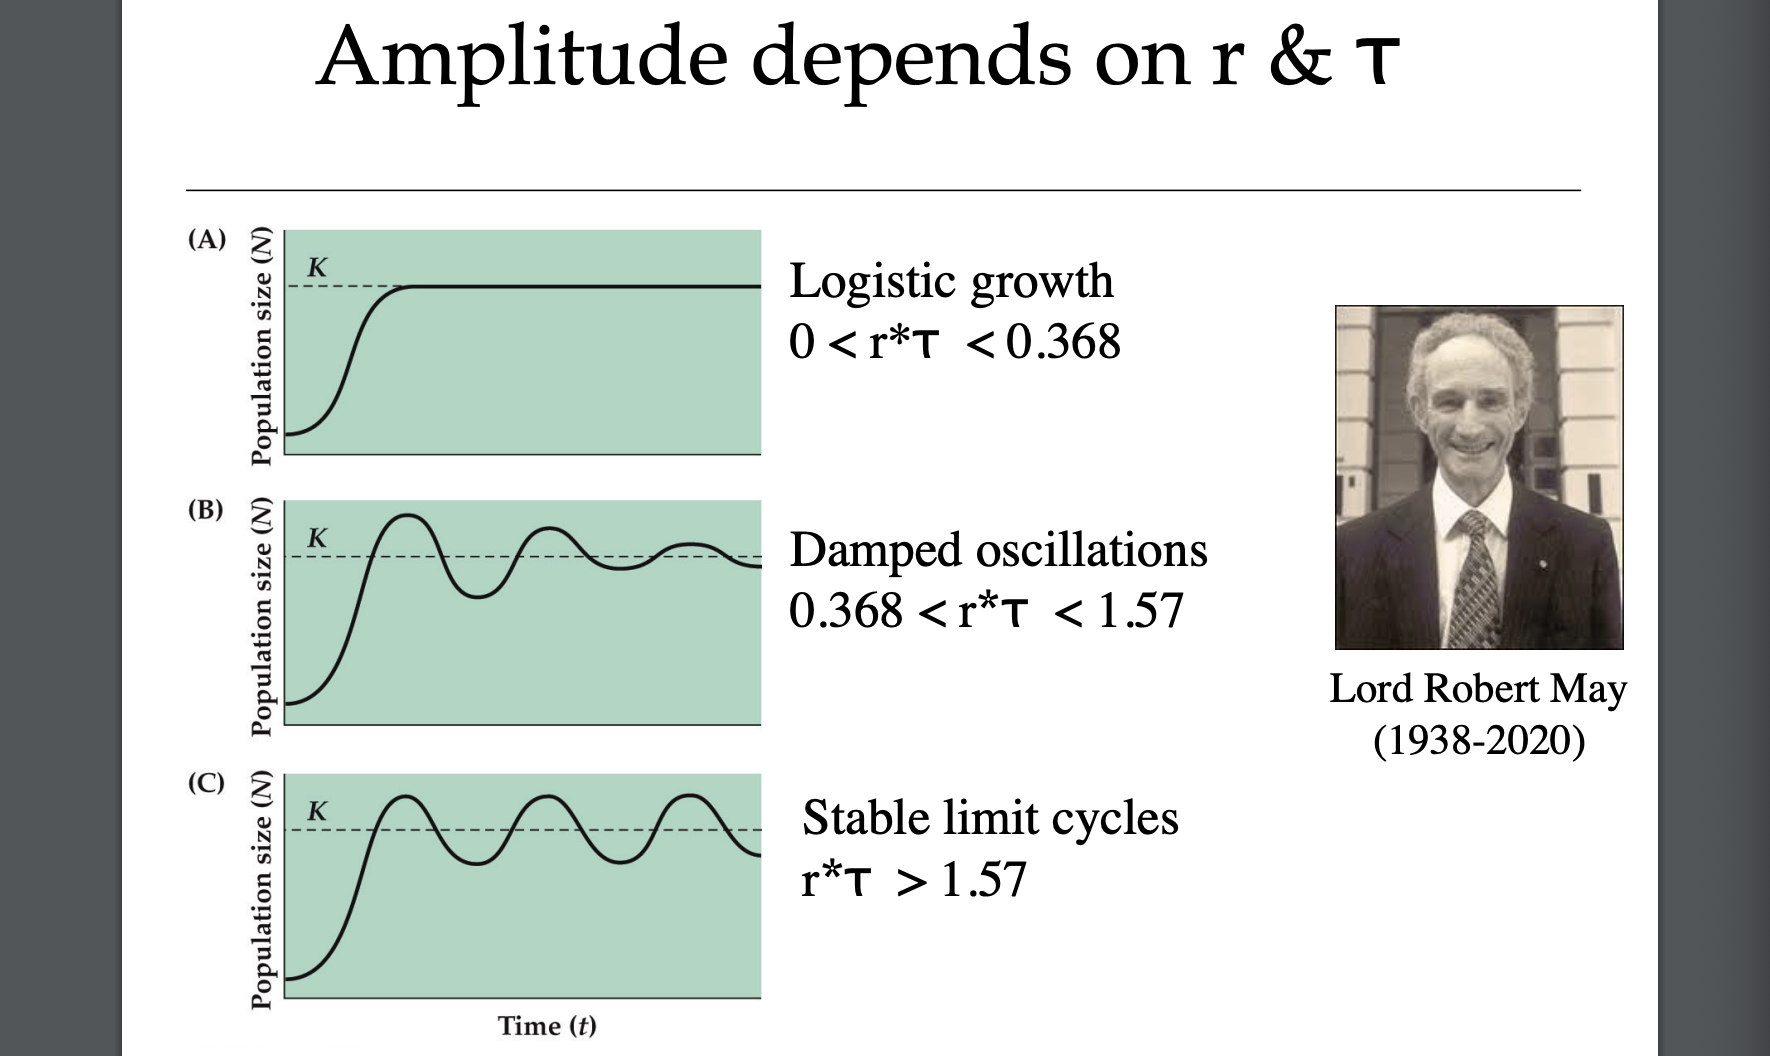 Amplitude depends on r & τ
(A)
Population size (N)
K
Logistic growth
0 < r*τ < 0.368
(B)
Population size (N)
K
Damped oscillations
0.368 < r*τ < 1.57
(C)
Population size (N)
K
Stable limit cycles
r*τ > 1.57
Time (t)
Lord Robert May
(1938-2020)